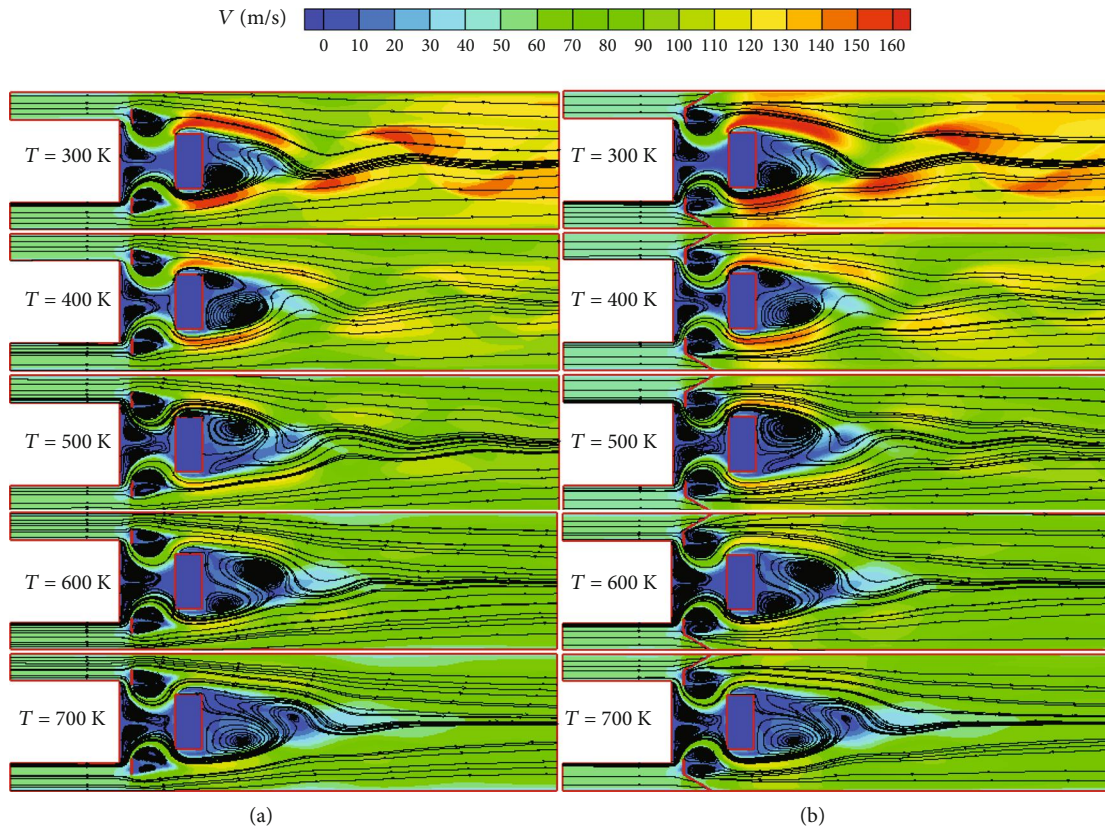 V (m/s)
0 10 20 30 40 50 60 70 80 90 100 110 120 130 140 150 160
T = 300 K T = 300 K
T = 400 K T = 400 K
T = 500 K T = 500 K
T = 600 K T = 600 K
T = 700 K T = 700 K
(a) (b)